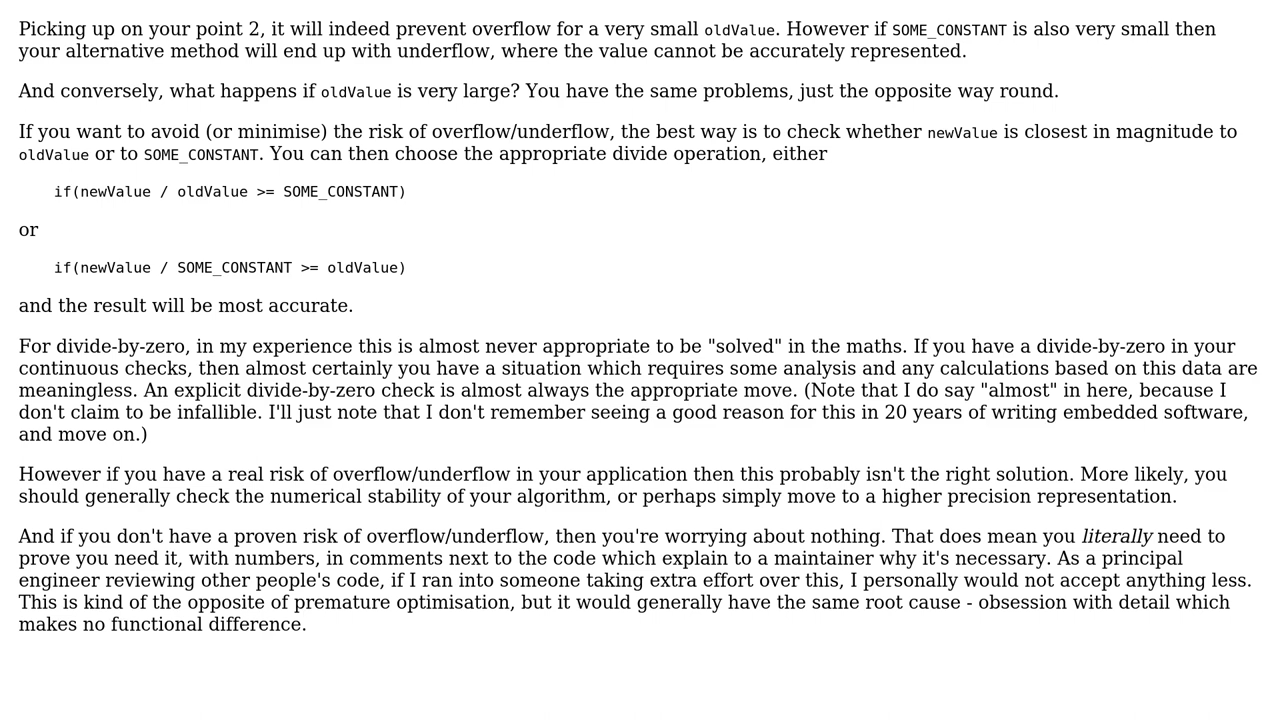 Picking up on your point 2, it will indeed prevent overflow for a very small oldValue. However if SOME_CONSTANT is also very small then
your alternative method will end up with underflow, where the value cannot be accurately represented.
And conversely, what happens if oldValue is very large? You have the same problems, just the opposite way round.
If you want to avoid (or minimise) the risk of overflow/underflow, the best way is to check whether newValue is closest in magnitude to
oldValue or to SOME_CONSTANT. You can then choose the appropriate divide operation, either
if(newValue / oldValue >= SOME_CONSTANT)
or
if(newValue / SOME_CONSTANT >= oldValue)
and the result will be most accurate.
For divide-by-zero, in my experience this is almost never appropriate to be "solved" in the maths. If you have a divide-by-zero in your
continuous checks, then almost certainly you have a situation which requires some analysis and any calculations based on this data are
meaningless. An explicit divide-by-zero check is almost always the appropriate move. (Note that I do say "almost" in here, because I
don't claim to be infallible. I'll just note that I don't remember seeing a good reason for this in 20 years of writing embedded software,
and move on.)
However if you have a real risk of overflow/underflow in your application then this probably isn't the right solution. More likely, you
should generally check the numerical stability of your algorithm, or perhaps simply move to a higher precision representation.
And if you don't have a proven risk of overflow/underflow, then you're worrying about nothing. That does mean you literally need to
prove you need it, with numbers, in comments next to the code which explain to a maintainer why it's necessary. As a principal
engineer reviewing other people's code, if I ran into someone taking extra effort over this, I personally would not accept anything less.
This is kind of the opposite of premature optimisation, but it would generally have the same root cause - obsession with detail which
makes no functional difference.